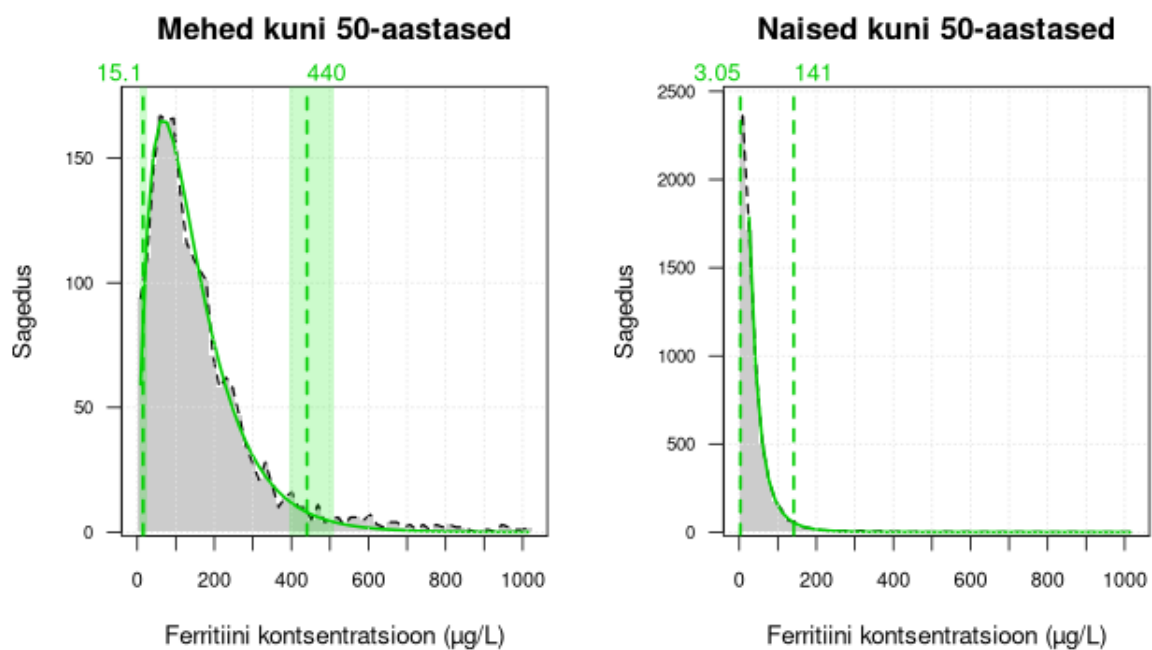 Mehed kuni 50-aastased
15.1
440
150
100
50
0
Sagedus
0 200 400 600 800 1000
Ferritiini kontsentratsioon (µg/L)
Naised kuni 50-aastased
3.05
141
2500
2000
1500
1000
500
0
Sagedus
0 200 400 600 800 1000
Ferritiini kontsentratsioon (µg/L)